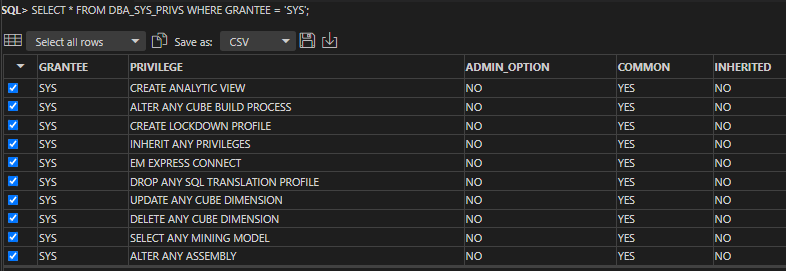 SQL> SELECT * FROM DBA_SYS_PRIVS WHERE GRANTEE = 'SYS';
Select all rows Save as: CSV
GRANTEE PRIVILEGE ADMIN_OPTION COMMON INHERITED
SYS CREATE ANALYTIC VIEW NO YES NO
SYS ALTER ANY CUBE BUILD PROCESS NO YES NO
SYS CREATE LOCKDOWN PROFILE NO YES NO
SYS INHERIT ANY PRIVILEGES NO YES NO
SYS EM EXPRESS CONNECT NO YES NO
SYS DROP ANY SQL TRANSLATION PROFILE NO YES NO
SYS UPDATE ANY CUBE DIMENSION NO YES NO
SYS DELETE ANY CUBE DIMENSION NO YES NO
SYS SELECT ANY MINING MODEL NO YES NO
SYS ALTER ANY ASSEMBLY NO YES NO